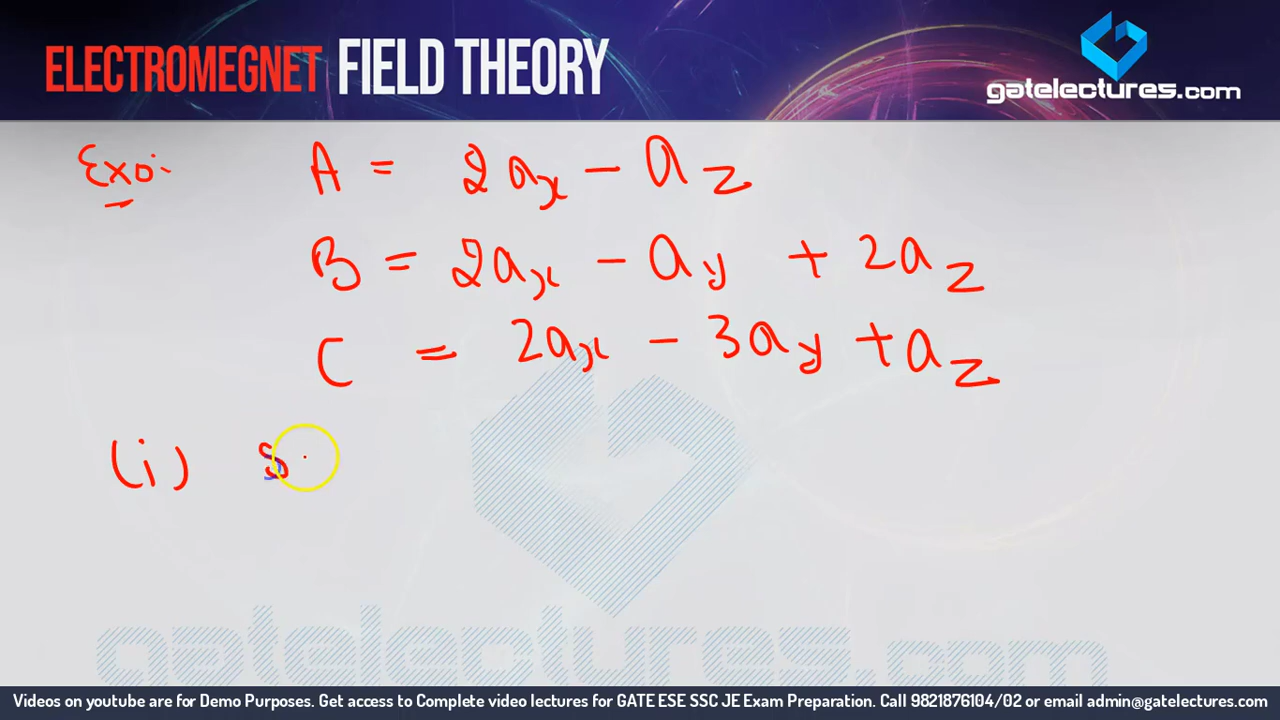 ELECTROMEGNET FIELD THEORY
gatelectures.com
Exo:
A = 2ax - az
B = 2ax - ay + 2az
C = 2ax - 3ay + az
(i) S
gatelectures.com
Videos on youtube are for Demo Purposes. Get access to Complete video lectures for GATE ESE SSC JE Exam Preparation. Call 9821876104/02 or email admin@gatelectures.com